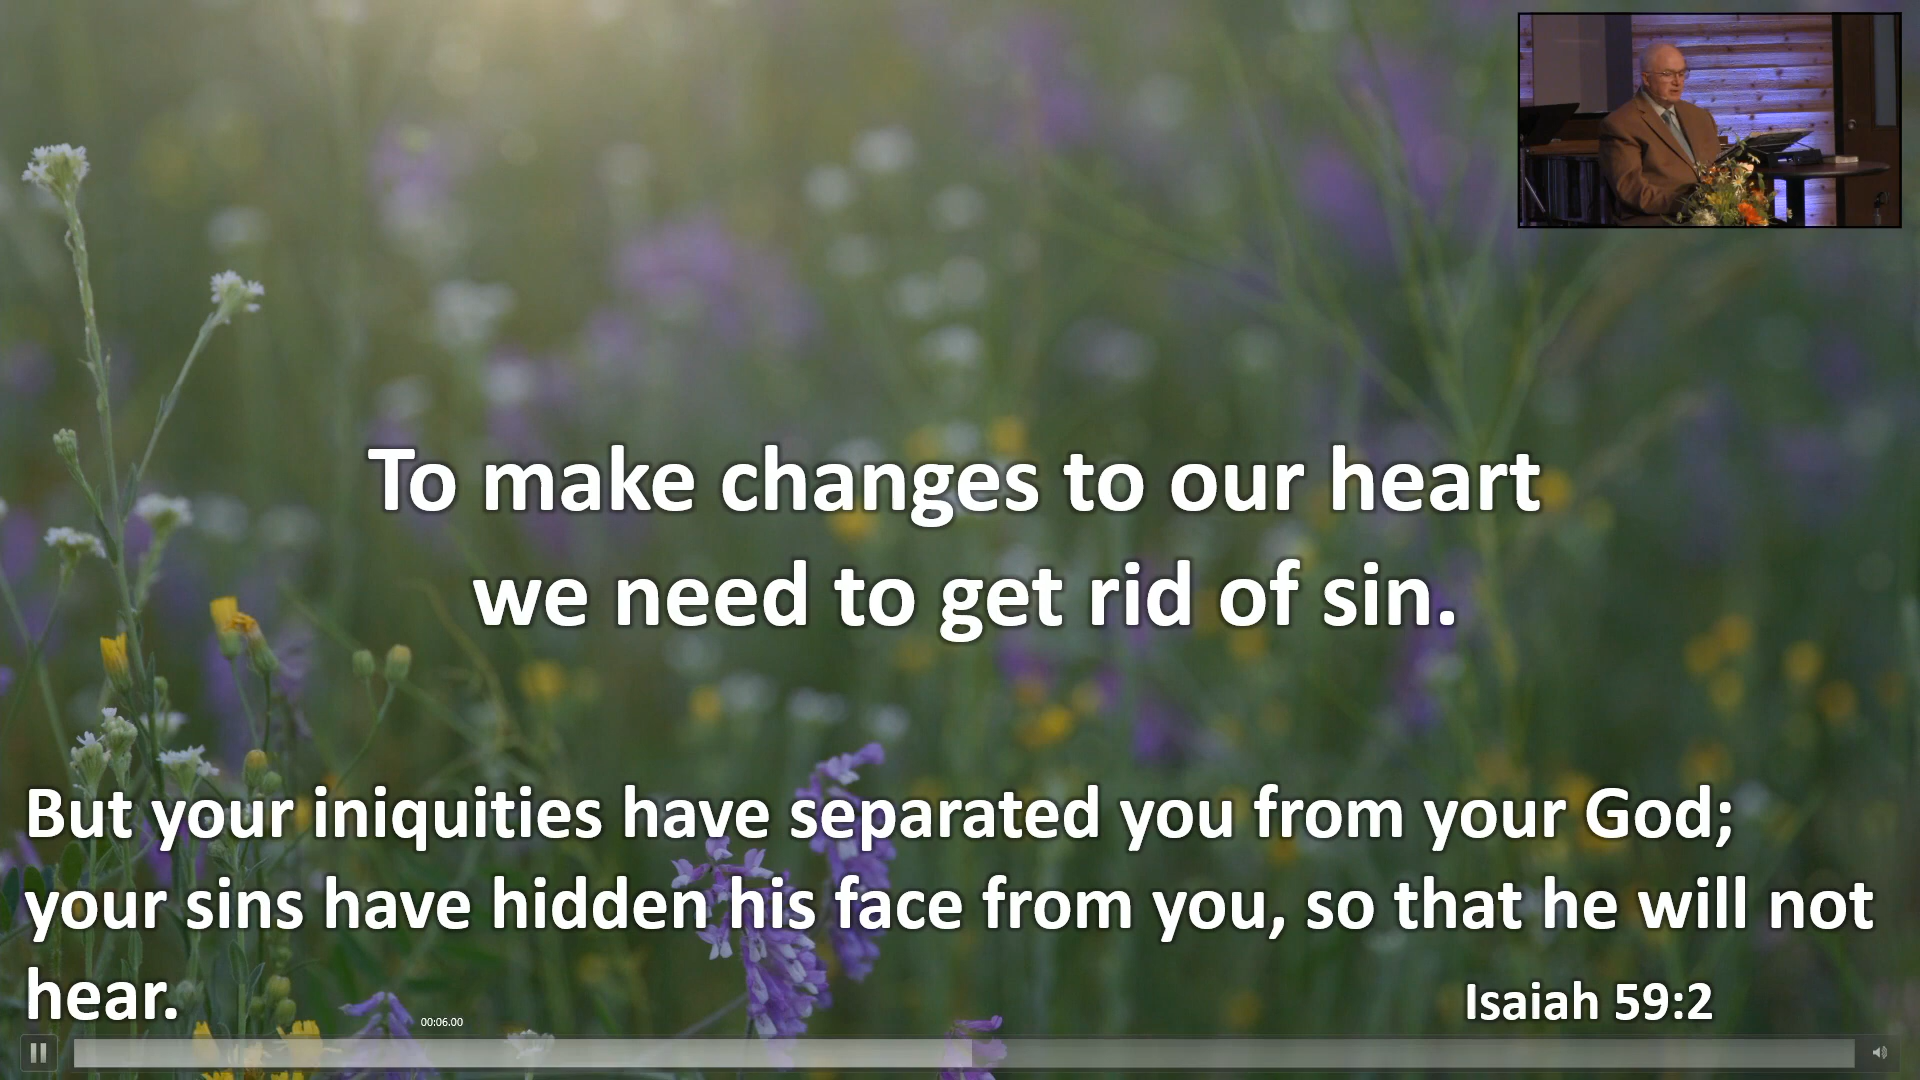 To make changes to our heart
we need to get rid of sin.
But your iniquities have separated you from your God;
your sins have hidden his face from you, so that he will not
hear.
Isaiah 59:2
00:06.00